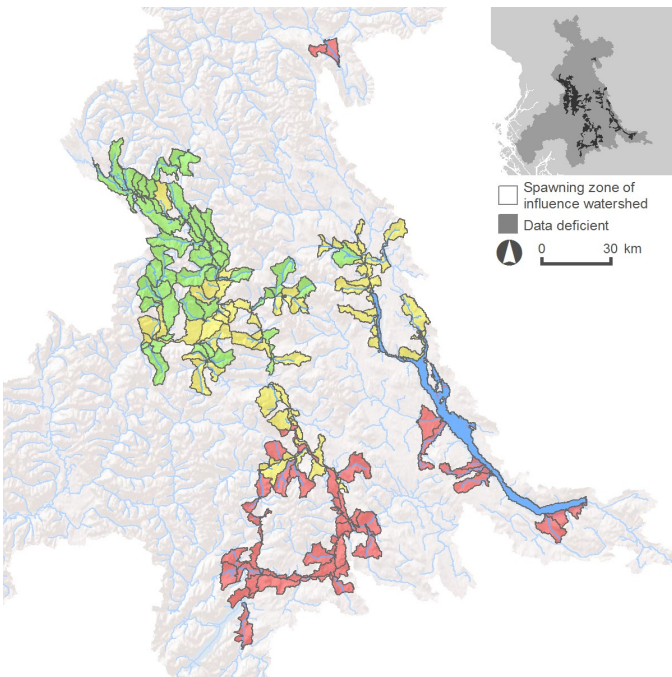 Spawning zone of
influence watershed
Data deficient
0 30 km